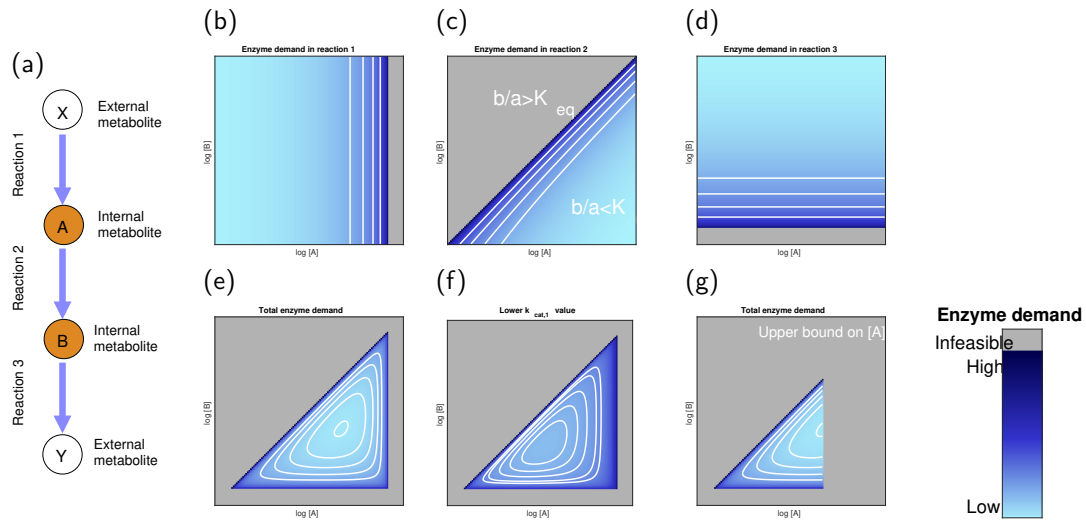 (a)
X
External
metabolite
Reaction 1
A
Internal
metabolite
Reaction 2
B
Internal
metabolite
Reaction 3
Y
External
metabolite
(b)
Enzyme demand in reaction 1
log [B]
log [A]
(c)
Enzyme demand in reaction 2
b/a>K eq
b/a<K
log [B]
log [A]
(d)
Enzyme demand in reaction 3
log [B]
log [A]
(e)
Total enzyme demand
log [B]
log [A]
(f)
Lower k cat,1 value
log [B]
log [A]
(g)
Total enzyme demand
Upper bound on [A]
log [B]
log [A]
Enzyme demand
Infeasible
High
Low